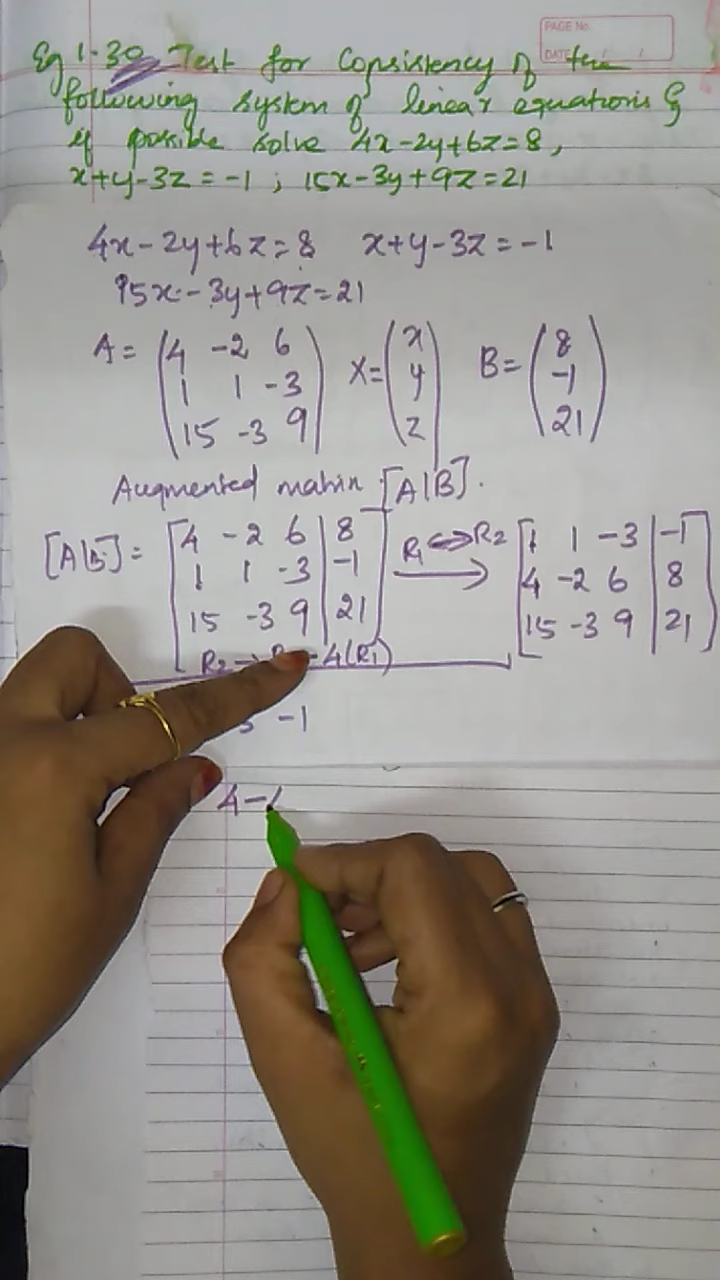 PAGE No.
DATE / /
Eg 1.30 Test for Consistency of the
following system of linear equations &
if possible solve 4x-2y+6z=8,
x+y-3z=-1; 15x-3y+9z=21
4x-2y+6z=8 x+y-3z=-1
15x-3y+9z=21
A= (4 -2 6 X= (x B= (8
1 1 -3 y -1
15 -3 9) z) 21)
Augmented matrix [A|B].
[A|B] = [4 -2 6 | 8 R1⇔R2 [1 1 -3 | -1
1 1 -3 | -1 → 4 -2 6 | 8
15 -3 9 | 21] 15 -3 9 | 21]
R2→ -4(R1)
-1
4-